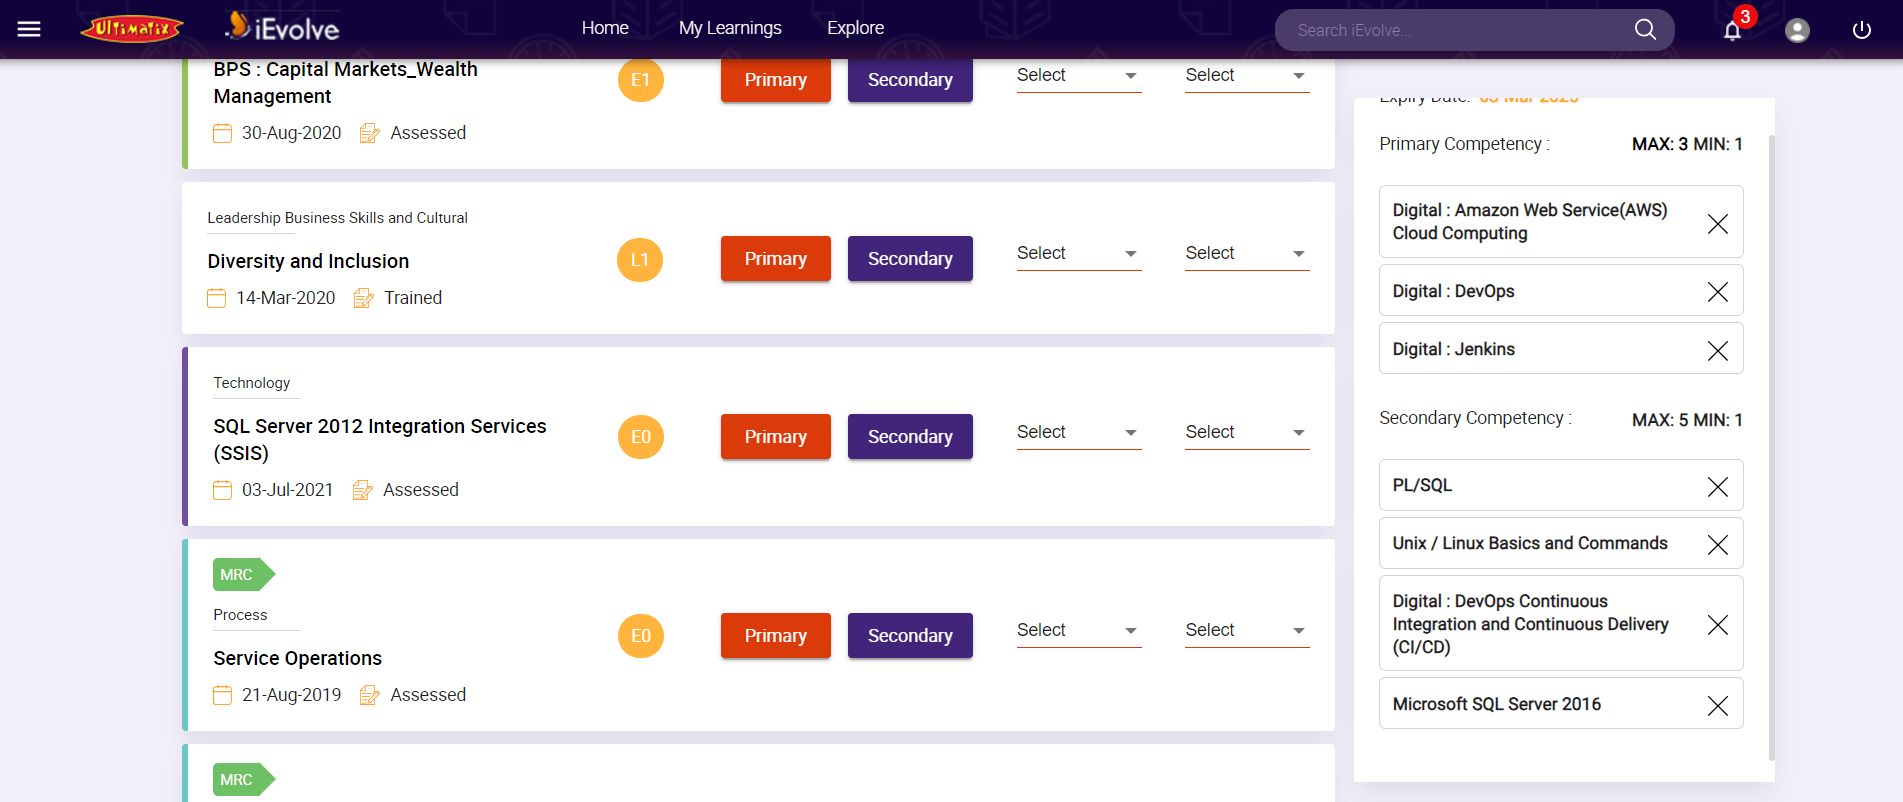 Ultimatix
iEvolve
Home
My Learnings
Explore
Search iEvolve...
3
BPS : Capital Markets_Wealth
Management
30-Aug-2020
Assessed
E1
Primary
Secondary
Select
Select
Leadership Business Skills and Cultural
Diversity and Inclusion
14-Mar-2020
Trained
L1
Primary
Secondary
Select
Select
Technology
SQL Server 2012 Integration Services
(SSIS)
03-Jul-2021
Assessed
E0
Primary
Secondary
Select
Select
MRC
Process
Service Operations
21-Aug-2019
Assessed
E0
Primary
Secondary
Select
Select
MRC
Expiry Date:
Primary Competency :
MAX: 3 MIN: 1
Digital : Amazon Web Service(AWS)
Cloud Computing
Digital : DevOps
Digital : Jenkins
Secondary Competency :
MAX: 5 MIN: 1
PL/SQL
Unix / Linux Basics and Commands
Digital : DevOps Continuous
Integration and Continuous Delivery
(CI/CD)
Microsoft SQL Server 2016